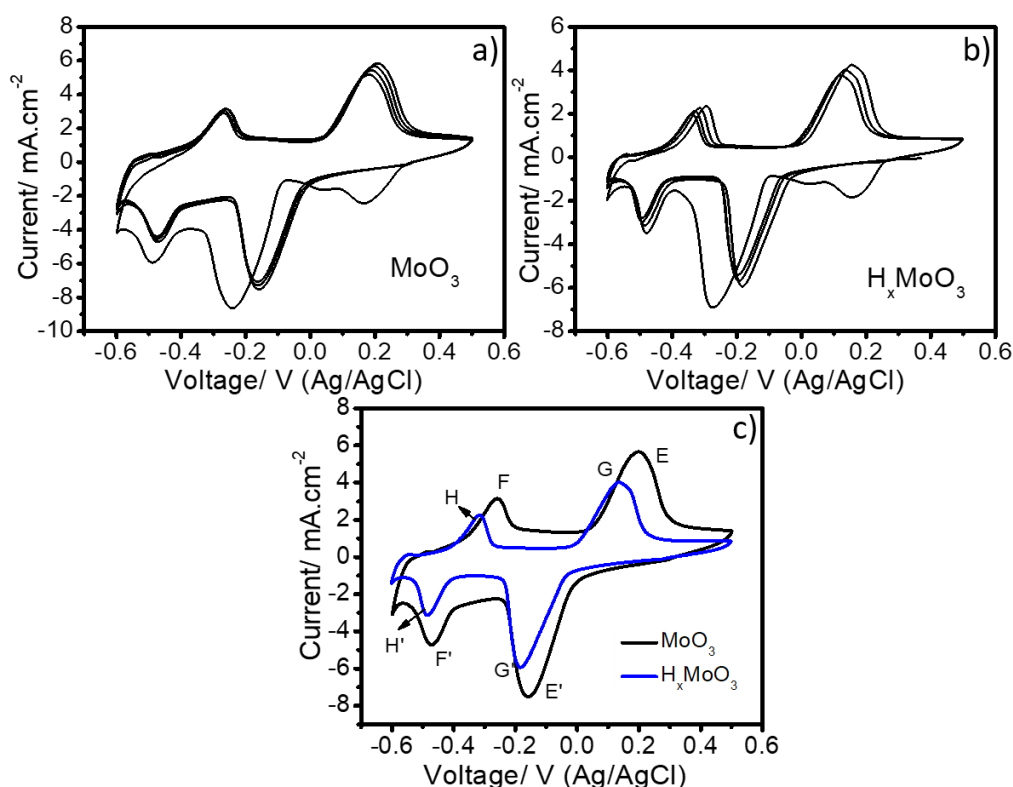 a)
8
6
4
2
0
-2
-4
-6
-8
-10
Current/ mA.cm-2
MoO3
-0.6 -0.4 -0.2 0.0 0.2 0.4 0.6
Voltage/ V (Ag/AgCl)
b)
6
4
2
0
-2
-4
-6
-8
Current/ mA.cm-2
HxMoO3
-0.6 -0.4 -0.2 0.0 0.2 0.4 0.6
Voltage/ V (Ag/AgCl)
c)
8
6
4
2
0
-2
-4
-6
-8
Current/ mA.cm-2
E
F
G
H
H'
F'
G'
E'
MoO3
HxMoO3
-0.6 -0.4 -0.2 0.0 0.2 0.4 0.6
Voltage/ V (Ag/AgCl)